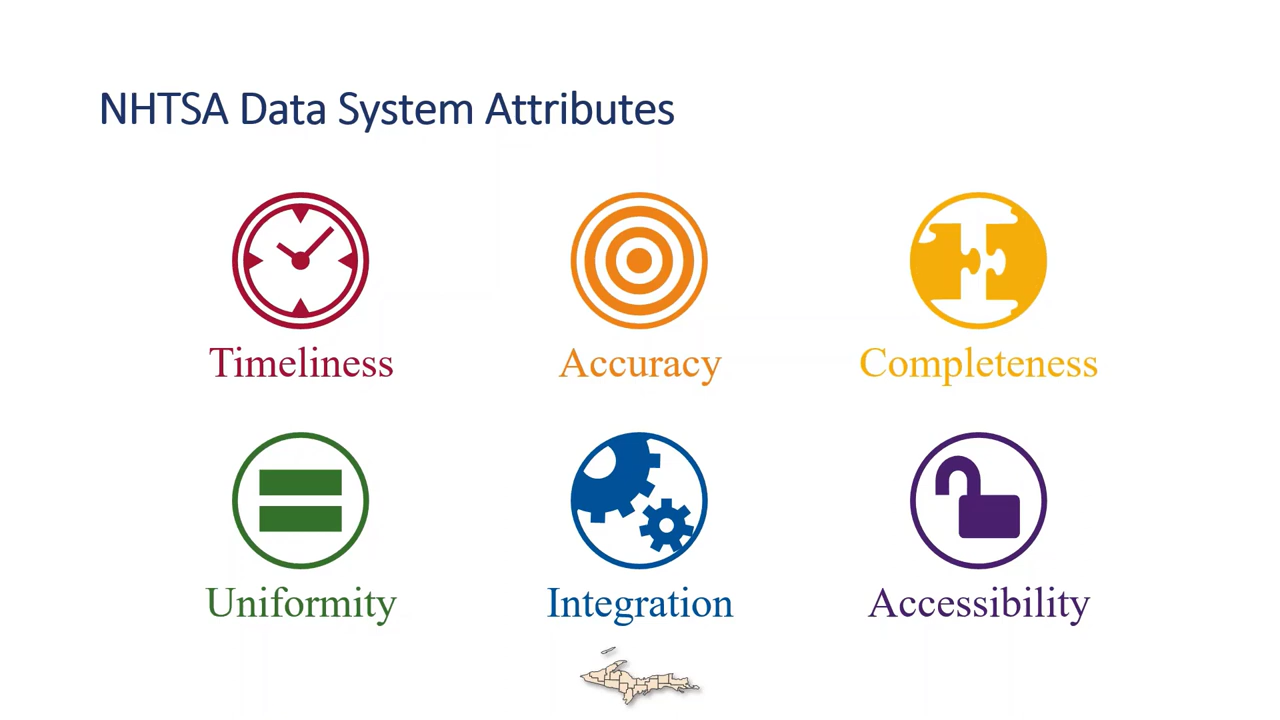 NHTSA Data System Attributes
Timeliness
Accuracy
Completeness
Uniformity
Integration
Accessibility